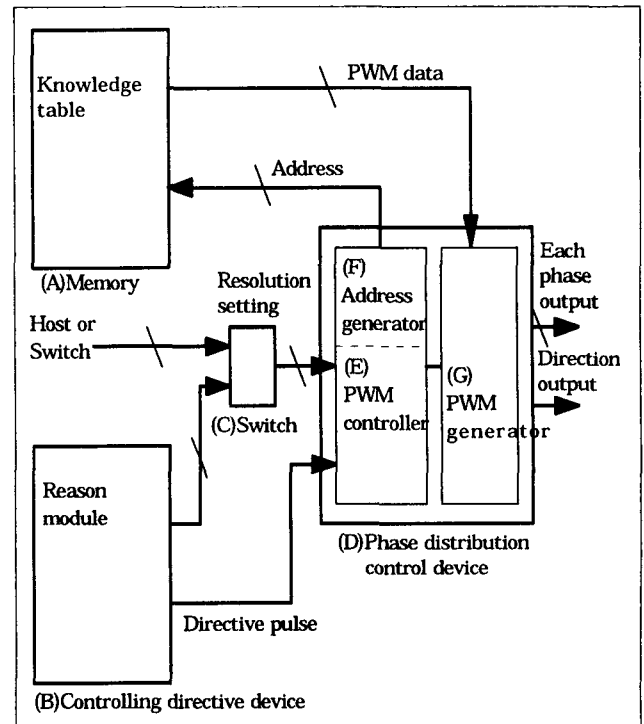 Knowledge
table
PWM data
Address
(A)Memory
Resolution
setting
Host or
Switch
(C)Switch
(F)
Address
generator
(E)
PWM
controller
(G)
PWM
generator
Each
phase
output
Direction
output
(D)Phase distribution
control device
Reason
module
Directive pulse
(B)Controlling directive device